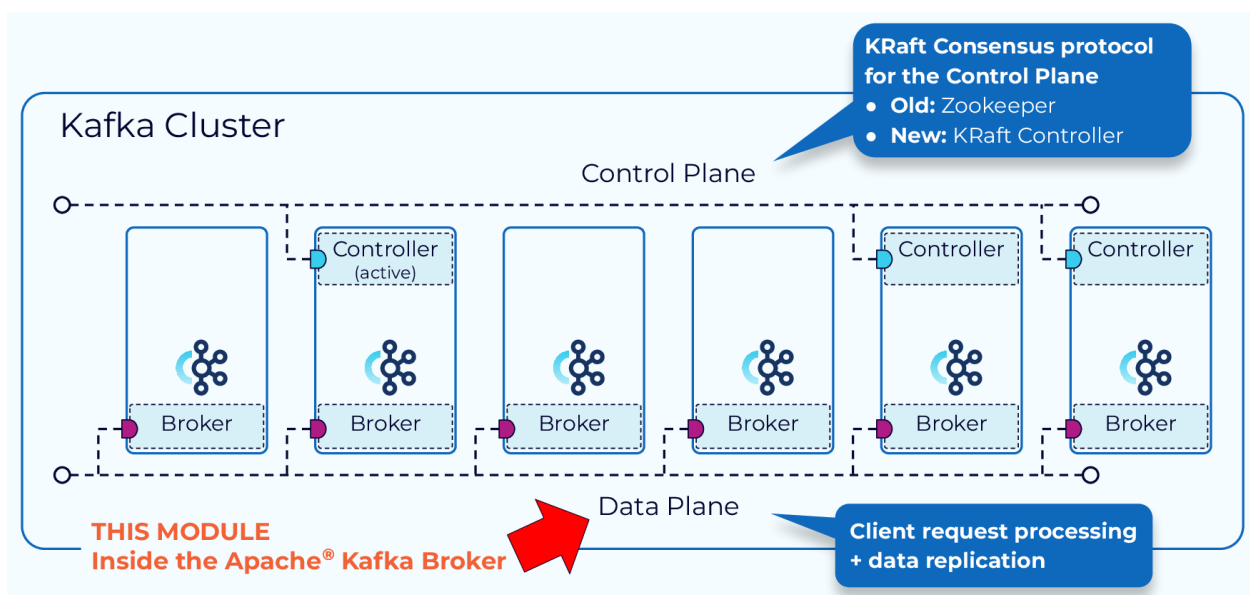 KRaft Consensus protocol
for the Control Plane
● Old: Zookeeper
● New: KRaft Controller
Kafka Cluster
Control Plane
Controller
(active)
Controller
Controller
Broker
Broker
Broker
Broker
Broker
Broker
Data Plane
THIS MODULE
Inside the Apache® Kafka Broker
Client request processing
+ data replication